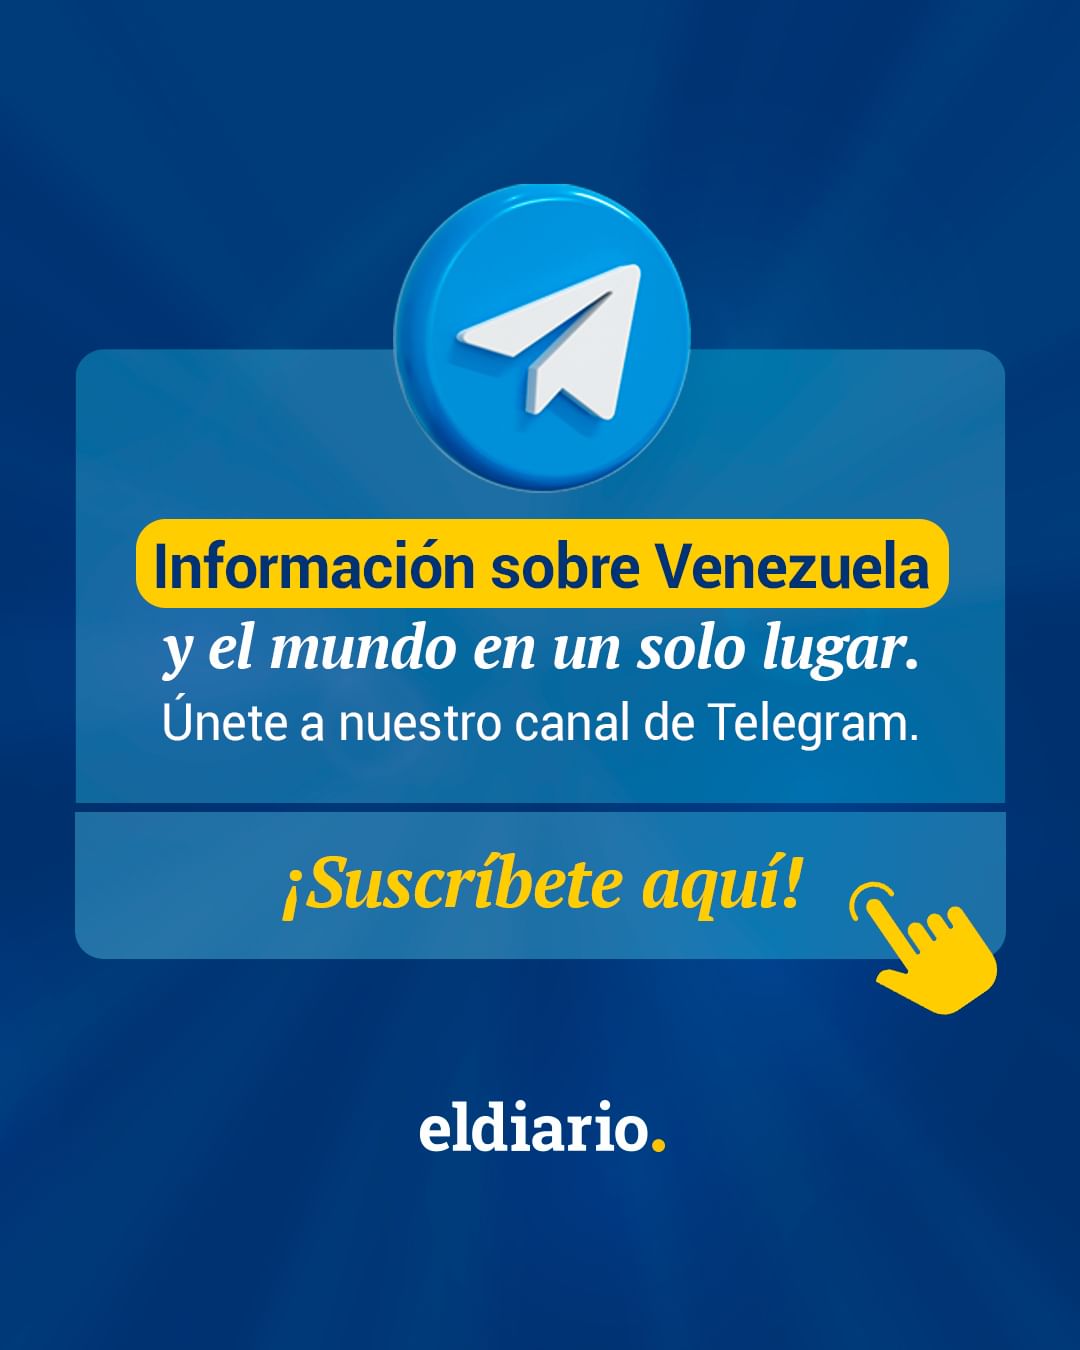 Información sobre Venezuela
y el mundo en un solo lugar.
Únete a nuestro canal de Telegram.
¡Suscríbete aquí!
eldiario.